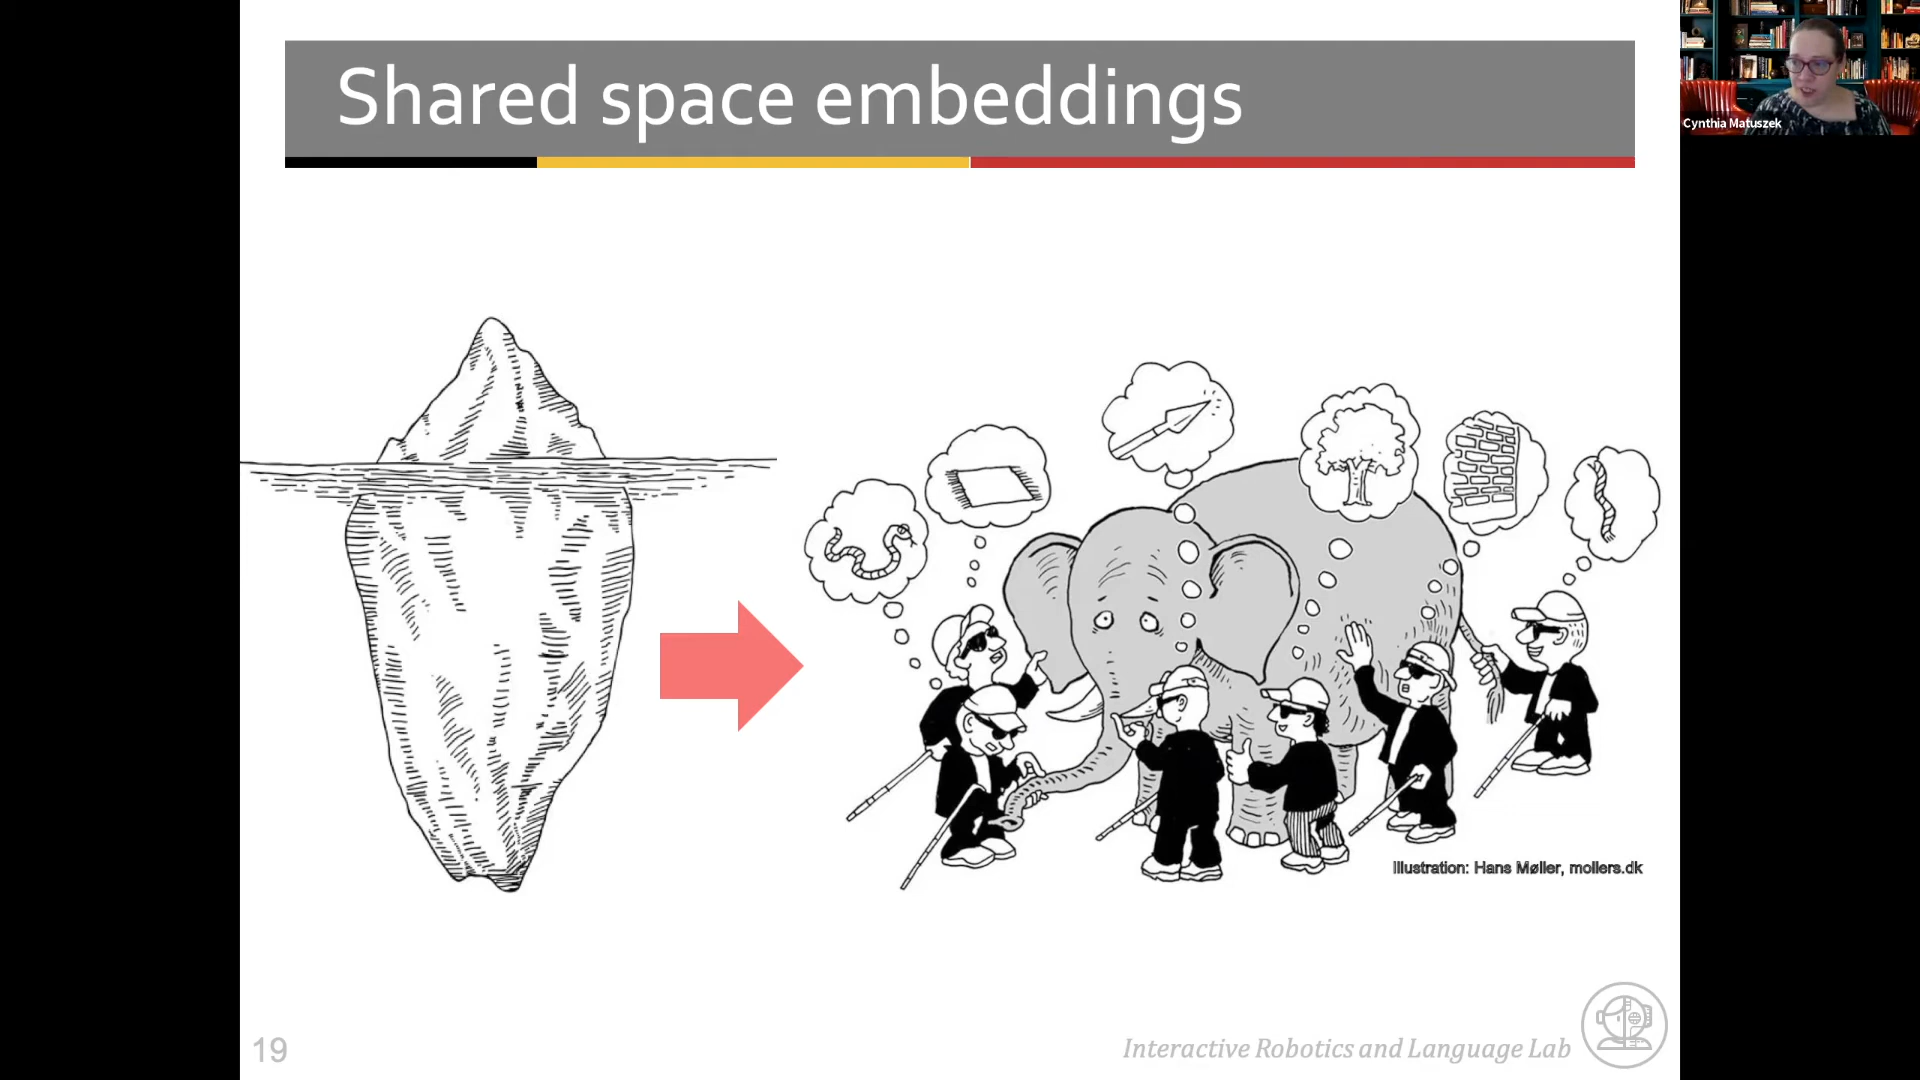 Shared space embeddings
Cynthia Matuszek
Illustration: Hans Møller, mollers.dk
19
Interactive Robotics and Language Lab